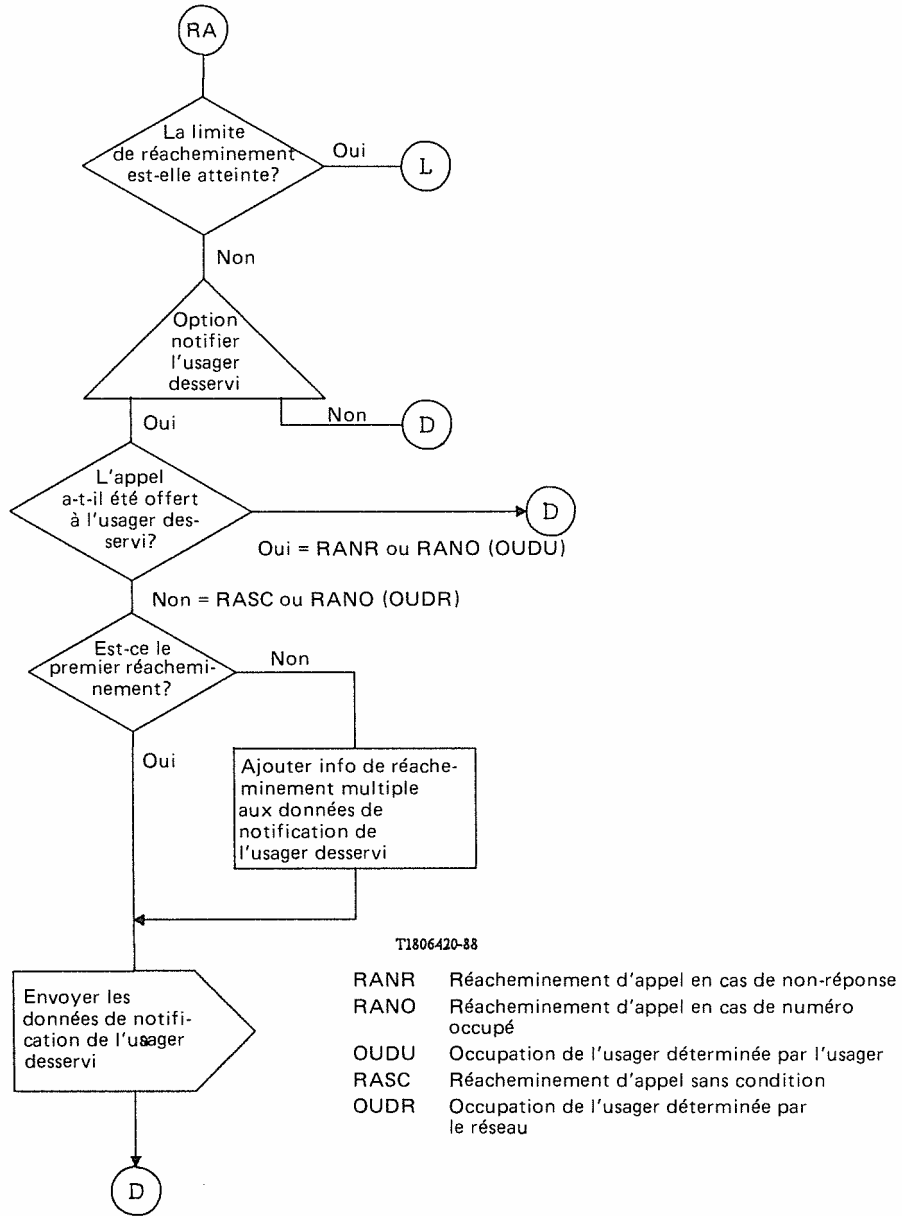 RA
La limite
de réacheminement
est-elle atteinte?
Oui
L
Non
Option
notifier
l'usager
desservi
Non
D
Oui
L'appel
a-t-il été offert
à l'usager des-
servi?
D
Oui = RANR ou RANO (OUDU)
Non = RASC ou RANO (OUDR)
Est-ce le
premier réachemi-
nement?
Non
Oui
Ajouter info de réache-
minement multiple
aux données de
notification de
l'usager desservi
T1806420-88
Envoyer les
données de notifi-
cation de l'usager
desservi
D
RANR Réacheminement d'appel en cas de non-réponse
RANO Réacheminement d'appel en cas de numéro
occupé
OUDU Occupation de l'usager déterminée par l'usager
RASC Réacheminement d'appel sans condition
OUDR Occupation de l'usager déterminée par
le réseau